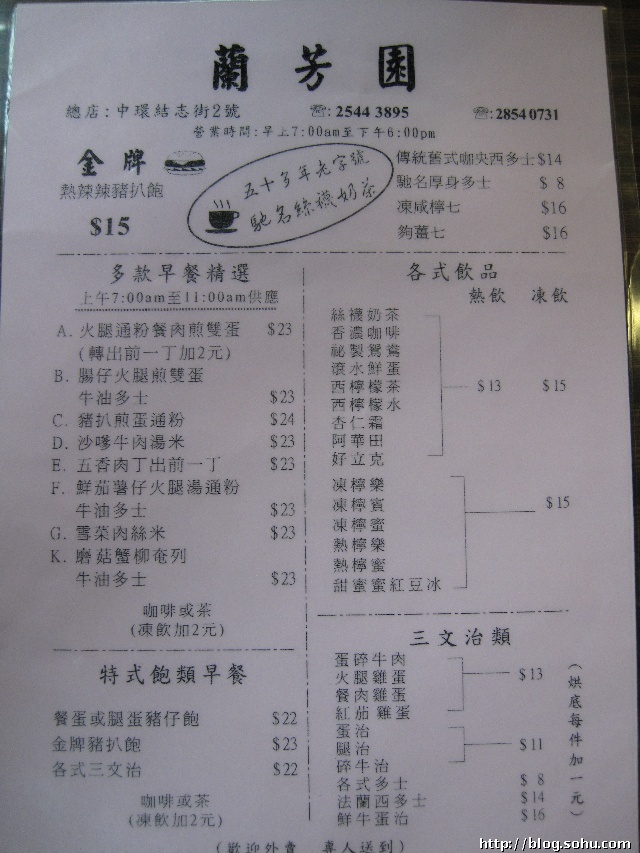 蘭芳園
總店:中環結志街2號 ☏:2544 3895 ☏:28540731
營業時間:早上7:00am至下午6:00pm
金牌
熱辣辣豬扒飽
$15
五十多年老字號
馳名絲襪奶茶
傳統舊式咖央西多士$14
馳名厚身多士 $ 8
凍咸檸七 $16
夠薑七 $16
多款早餐精選
上午7:00am至11:00am供應
A. 火腿通粉餐肉煎雙蛋 $23
(轉出前一丁加2元)
B. 腸仔火腿煎雙蛋
牛油多士 $23
C. 豬扒煎蛋通粉 $24
D. 沙嗲牛肉湯米 $23
E. 五香肉丁出前一丁 $23
F. 鮮茄薯仔火腿湯通粉
牛油多士 $23
G. 雪菜肉絲米 $23
K. 磨菇蟹柳奄列
牛油多士 $23
咖啡或茶
(凍飲加2元)
特式飽類早餐
餐蛋或腿蛋豬仔飽 $22
金牌豬扒飽 $23
各式三文治 $22
咖啡或茶
(凍飲加2元)
各式飲品
熱飲 凍飲
絲襪奶茶
香濃咖啡
祕製鴛鴦
滾水鮮蛋
西檸檬茶 $13 $15
西檸檬水
杏仁霜
阿華田
好立克
凍檸樂
凍檸賓 $15
凍檸蜜
熱檸樂
熱檸蜜
甜蜜蜜紅豆冰
三文治類
蛋碎牛肉
火腿雞蛋 $13
餐肉雞蛋
紅茄雞蛋
蛋治
腿治 $11
碎牛治
各式多士 $ 8
法蘭西多士 $14
鮮牛蛋治 $16
(烘底每件加一元)
(歡迎外賣 專人送到)
http://blog.sohu.com